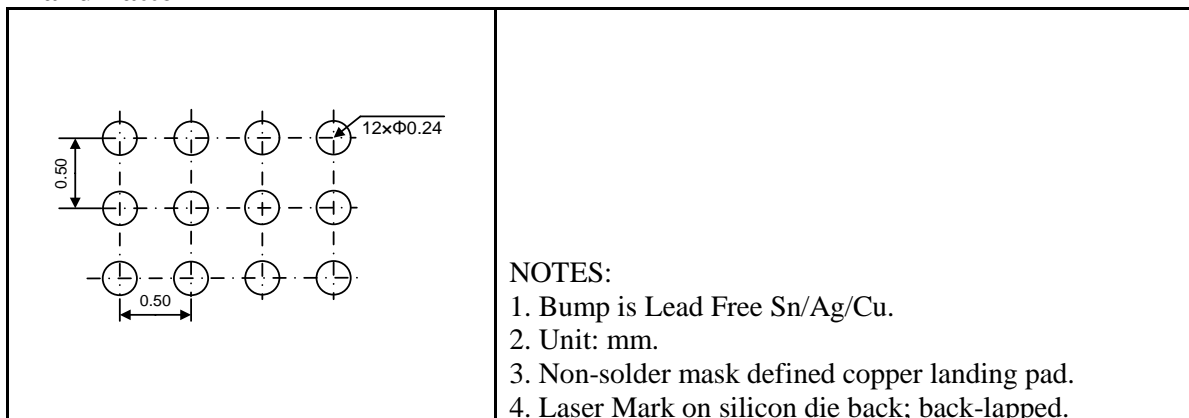 12×Φ0.24
0.50
0.50
NOTES:
1. Bump is Lead Free Sn/Ag/Cu.
2. Unit: mm.
3. Non-solder mask defined copper landing pad.
4. Laser Mark on silicon die back; back-lapped.